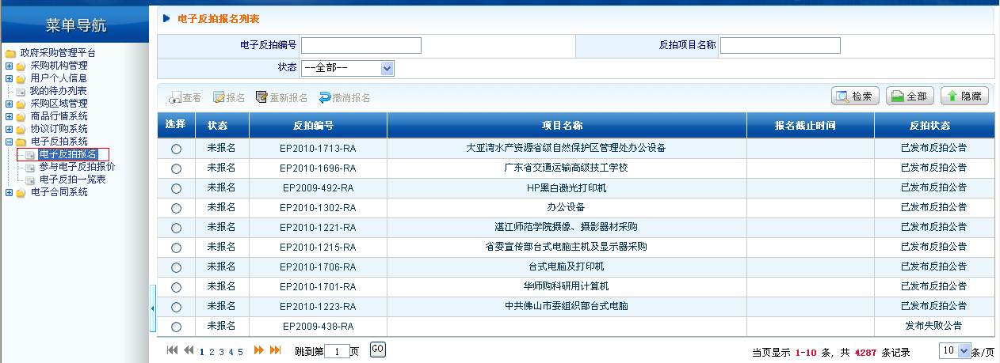 菜单导航
政府采购管理平台
采购机构管理
用户个人信息
我的待办列表
采购区域管理
商品行情系统
协议订购系统
电子反拍系统
电子反拍报名
参与电子反拍报价
电子反拍一览表
电子合同系统
电子反拍报名列表
电子反拍编号 反拍项目名称
状态 --全部--
查看 报名 重新报名 撤消报名 检索 全部 隐藏
选择 状态 反拍编号 项目名称 报名截止时间 反拍状态
未报名 EP2010-1713-RA 大亚湾水产资源省级自然保护区管理处办公设备 已发布反拍公告
未报名 EP2010-1696-RA 广东省交通运输高级技工学校 已发布反拍公告
未报名 EP2009-492-RA HP黑白激光打印机 已发布反拍公告
未报名 EP2010-1302-RA 办公设备 已发布反拍公告
未报名 EP2010-1221-RA 湛江师范学院摄像、摄影器材采购 已发布反拍公告
未报名 EP2010-1215-RA 省委宣传部台式电脑主机及显示器采购 已发布反拍公告
未报名 EP2010-1706-RA 台式电脑及打印机 已发布反拍公告
未报名 EP2010-1701-RA 华师购科研用计算机 已发布反拍公告
未报名 EP2010-1223-RA 中共佛山市委组织部台式电脑 已发布反拍公告
未报名 EP2009-438-RA 发布失败公告
1 2 3 4 5 跳到第 1 页 GO 当页显示 1-10 条, 共 4287 条记录 10 条/页